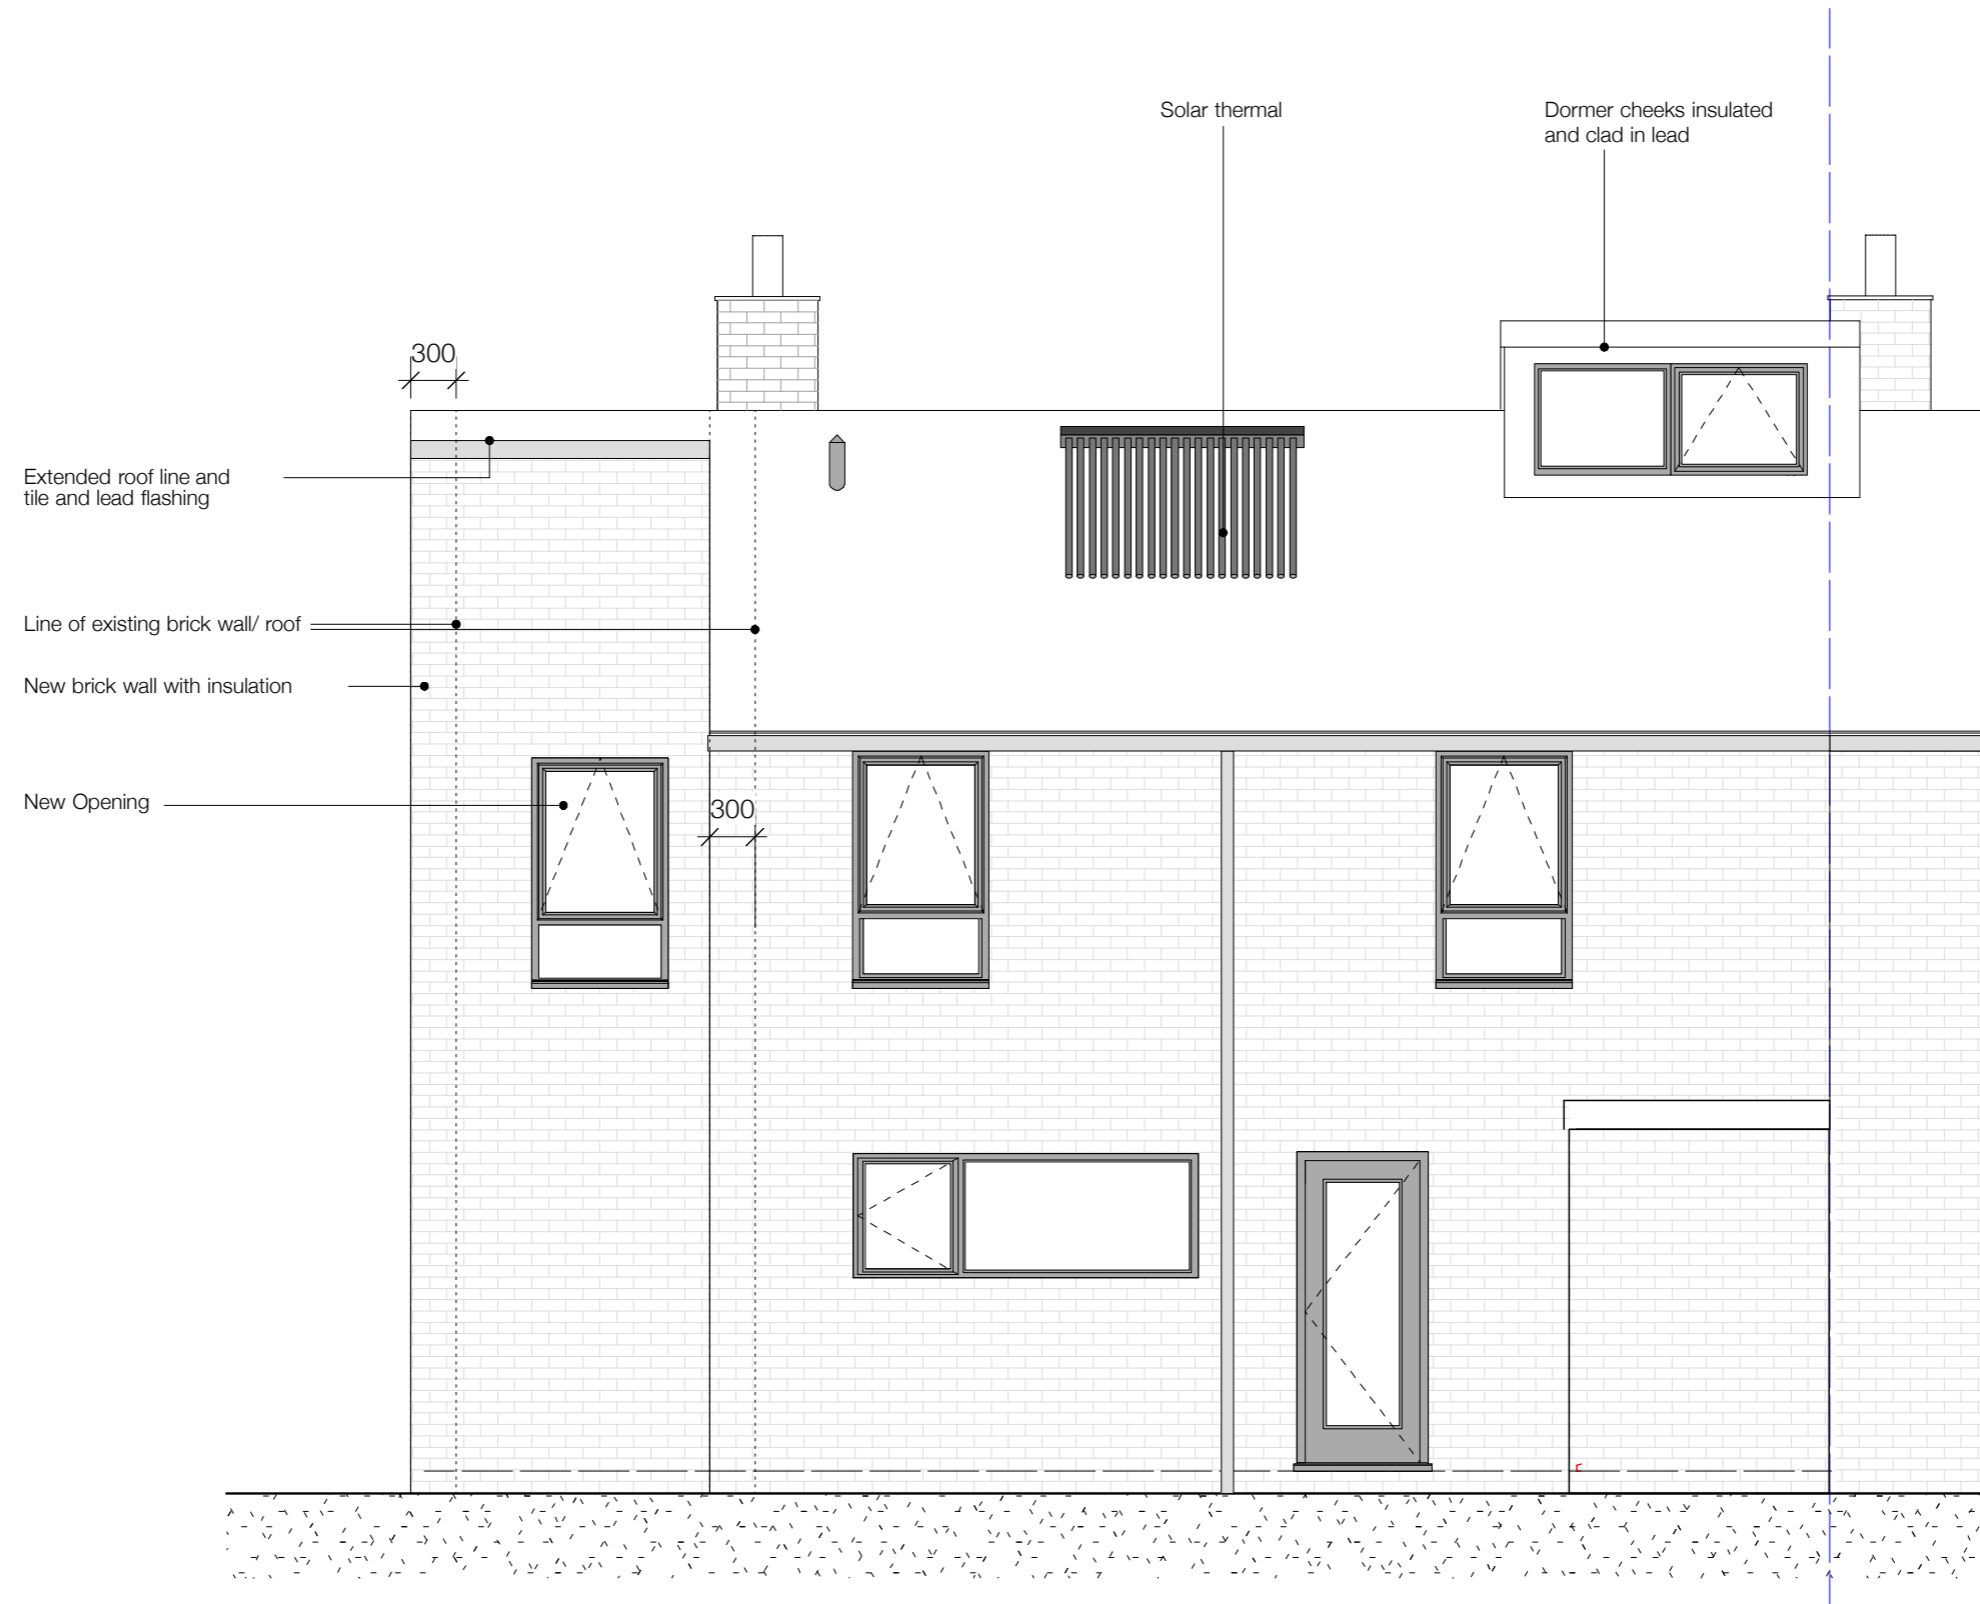 Solar thermal
Dormer cheeks insulated
and clad in lead
300
Extended roof line and
tile and lead flashing
Line of existing brick wall/ roof
New brick wall with insulation
New Opening
300